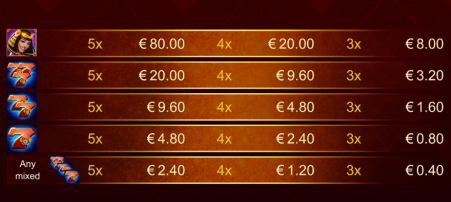 5x € 80.00 4x € 20.00 3x € 8.00
5x € 20.00 4x € 9.60 3x € 3.20
5x € 9.60 4x € 4.80 3x € 1.60
5x € 4.80 4x € 2.40 3x € 0.80
Any
mixed 5x € 2.40 4x € 1.20 3x € 0.40